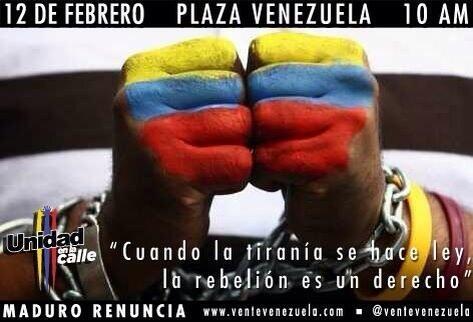 12 DE FEBRERO PLAZA VENEZUELA 10 AM
Unidad
en la
calle
“Cuando la tiranía se hace ley,
la rebelión es un derecho”
MADURO RENUNCIA www.ventevenezuela.com @ventevenezuela